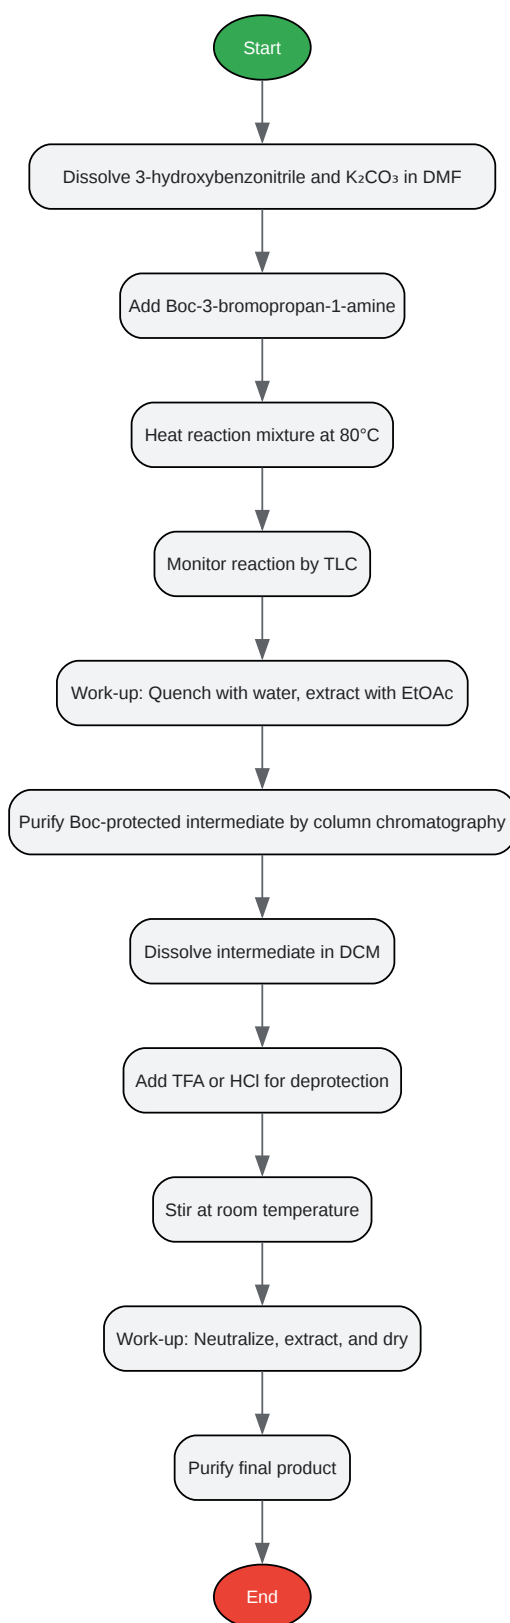 Start
Dissolve 3-hydroxybenzonitrile and K₂CO₃ in DMF
Add Boc-3-bromopropan-1-amine
Heat reaction mixture at 80°C
Monitor reaction by TLC
Work-up: Quench with water, extract with EtOAc
Purify Boc-protected intermediate by column chromatography
Dissolve intermediate in DCM
Add TFA or HCl for deprotection
Stir at room temperature
Work-up: Neutralize, extract, and dry
Purify final product
End